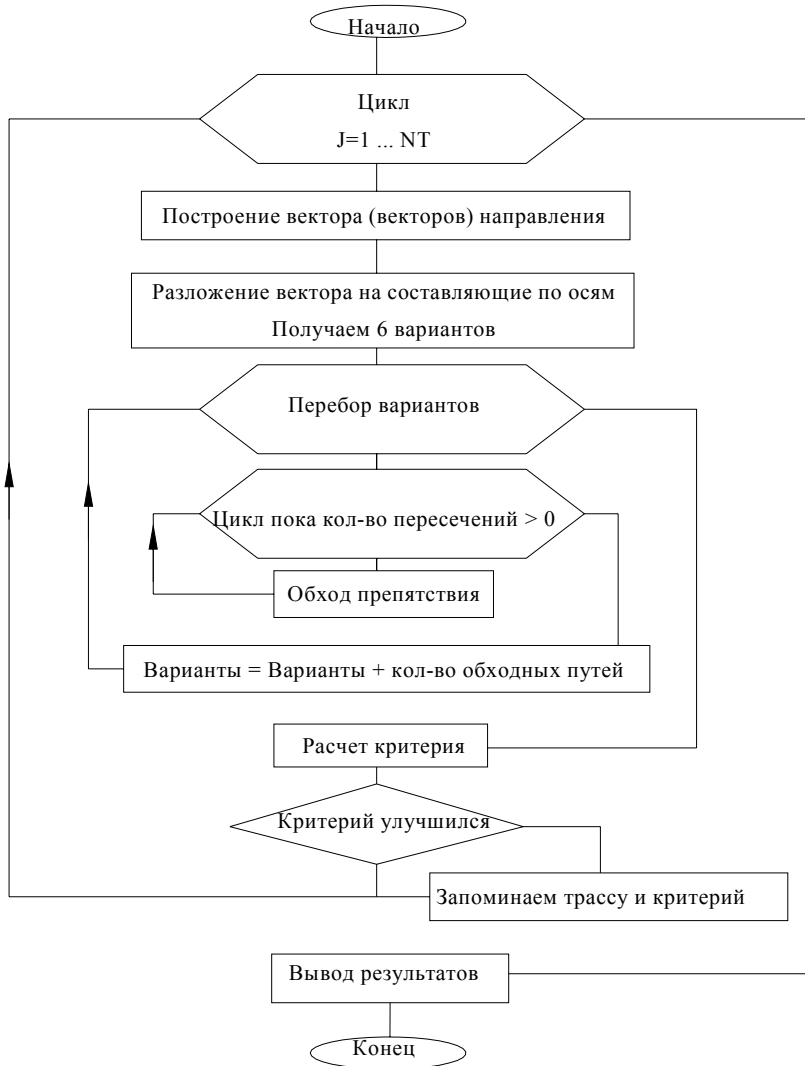 Начало
Цикл
J=1 ... NT
Построение вектора (векторов) направления
Разложение вектора на составляющие по осям
Получаем 6 вариантов
Перебор вариантов
Цикл пока кол-во пересечений > 0
Обход препятствия
Варианты = Варианты + кол-во обходных путей
Расчет критерия
Критерий улучшился
Запоминаем трассу и критерий
Вывод результатов
Конец